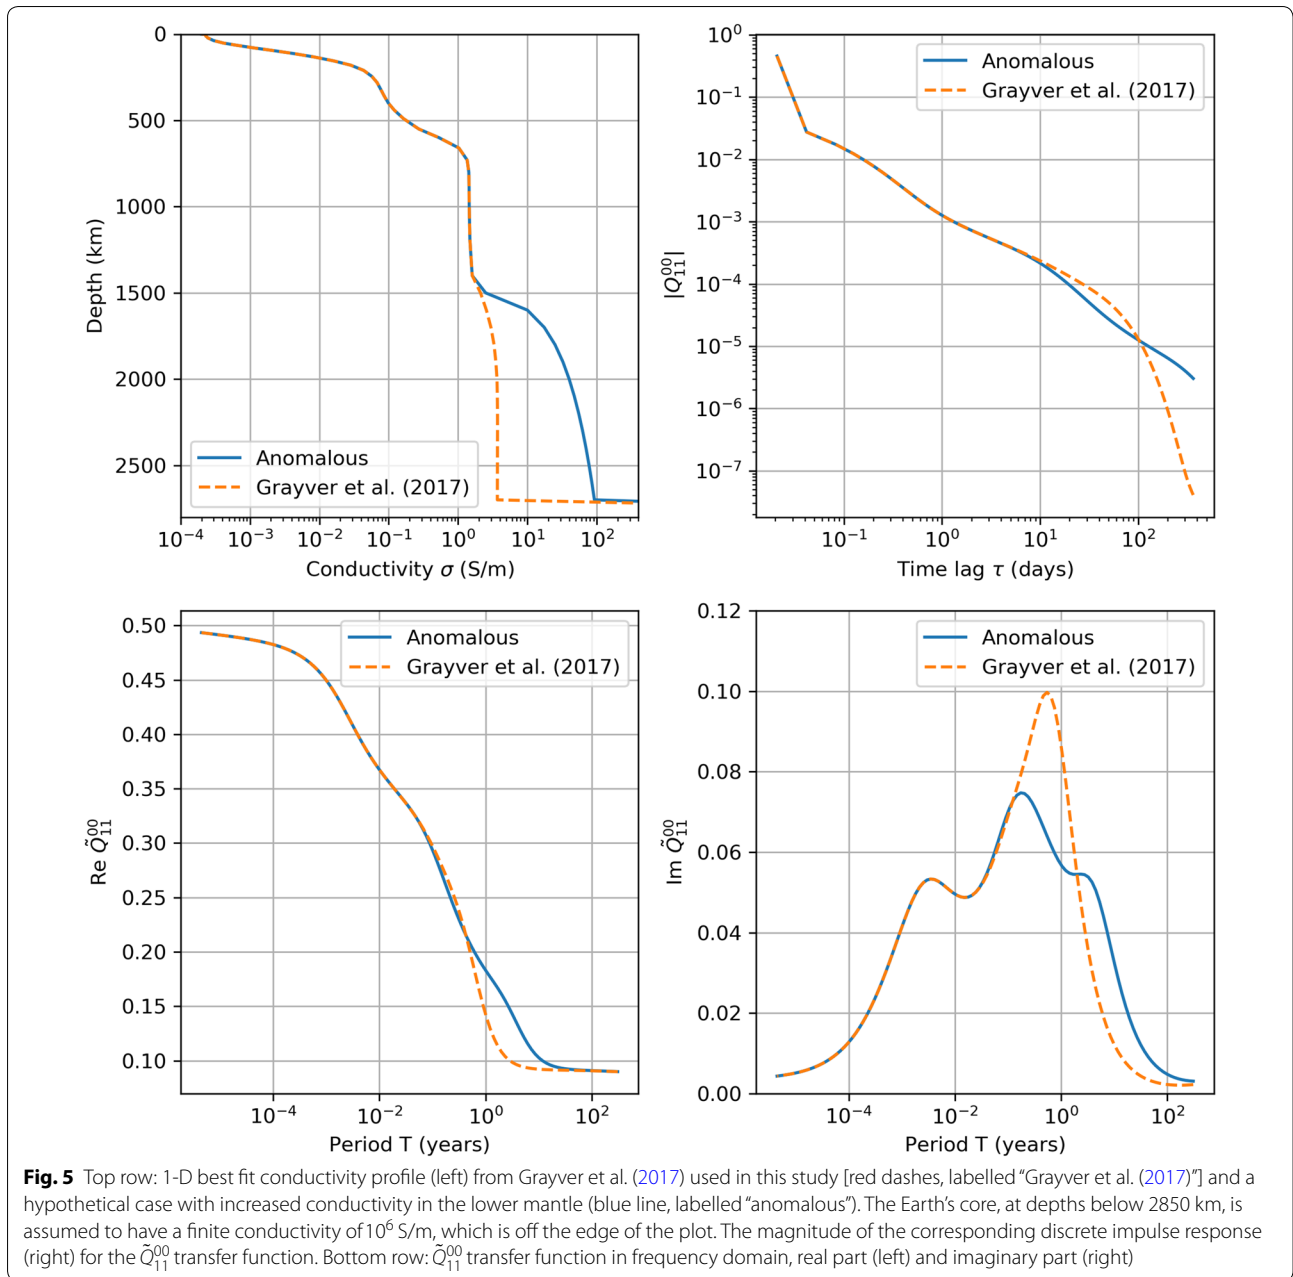 0
500
1000
1500
2000
2500
Depth (km)
10⁻⁴ 10⁻³ 10⁻² 10⁻¹ 10⁰ 10¹ 10²
Conductivity σ (S/m)
Anomalous
Grayver et al. (2017)
10⁰
10⁻¹
10⁻²
10⁻³
10⁻⁴
10⁻⁵
10⁻⁶
10⁻⁷
|Q₁₁⁰⁰|
10⁻¹ 10⁰ 10¹ 10²
Time lag τ (days)
Anomalous
Grayver et al. (2017)
0.50
0.45
0.40
0.35
0.30
0.25
0.20
0.15
0.10
Re Q̃₁₁⁰⁰
10⁻⁴ 10⁻² 10⁰ 10²
Period T (years)
Anomalous
Grayver et al. (2017)
0.12
0.10
0.08
0.06
0.04
0.02
0.00
Im Q̃₁₁⁰⁰
10⁻⁴ 10⁻² 10⁰ 10²
Period T (years)
Anomalous
Grayver et al. (2017)
Fig. 5 Top row: 1-D best fit conductivity profile (left) from Grayver et al. (2017) used in this study [red dashes, labelled “Grayver et al. (2017)”] and a
hypothetical case with increased conductivity in the lower mantle (blue line, labelled “anomalous”). The Earth’s core, at depths below 2850 km, is
assumed to have a finite conductivity of 10⁶ S/m, which is off the edge of the plot. The magnitude of the corresponding discrete impulse response
(right) for the Q̃₁₁⁰⁰ transfer function. Bottom row: Q̃₁₁⁰⁰ transfer function in frequency domain, real part (left) and imaginary part (right)